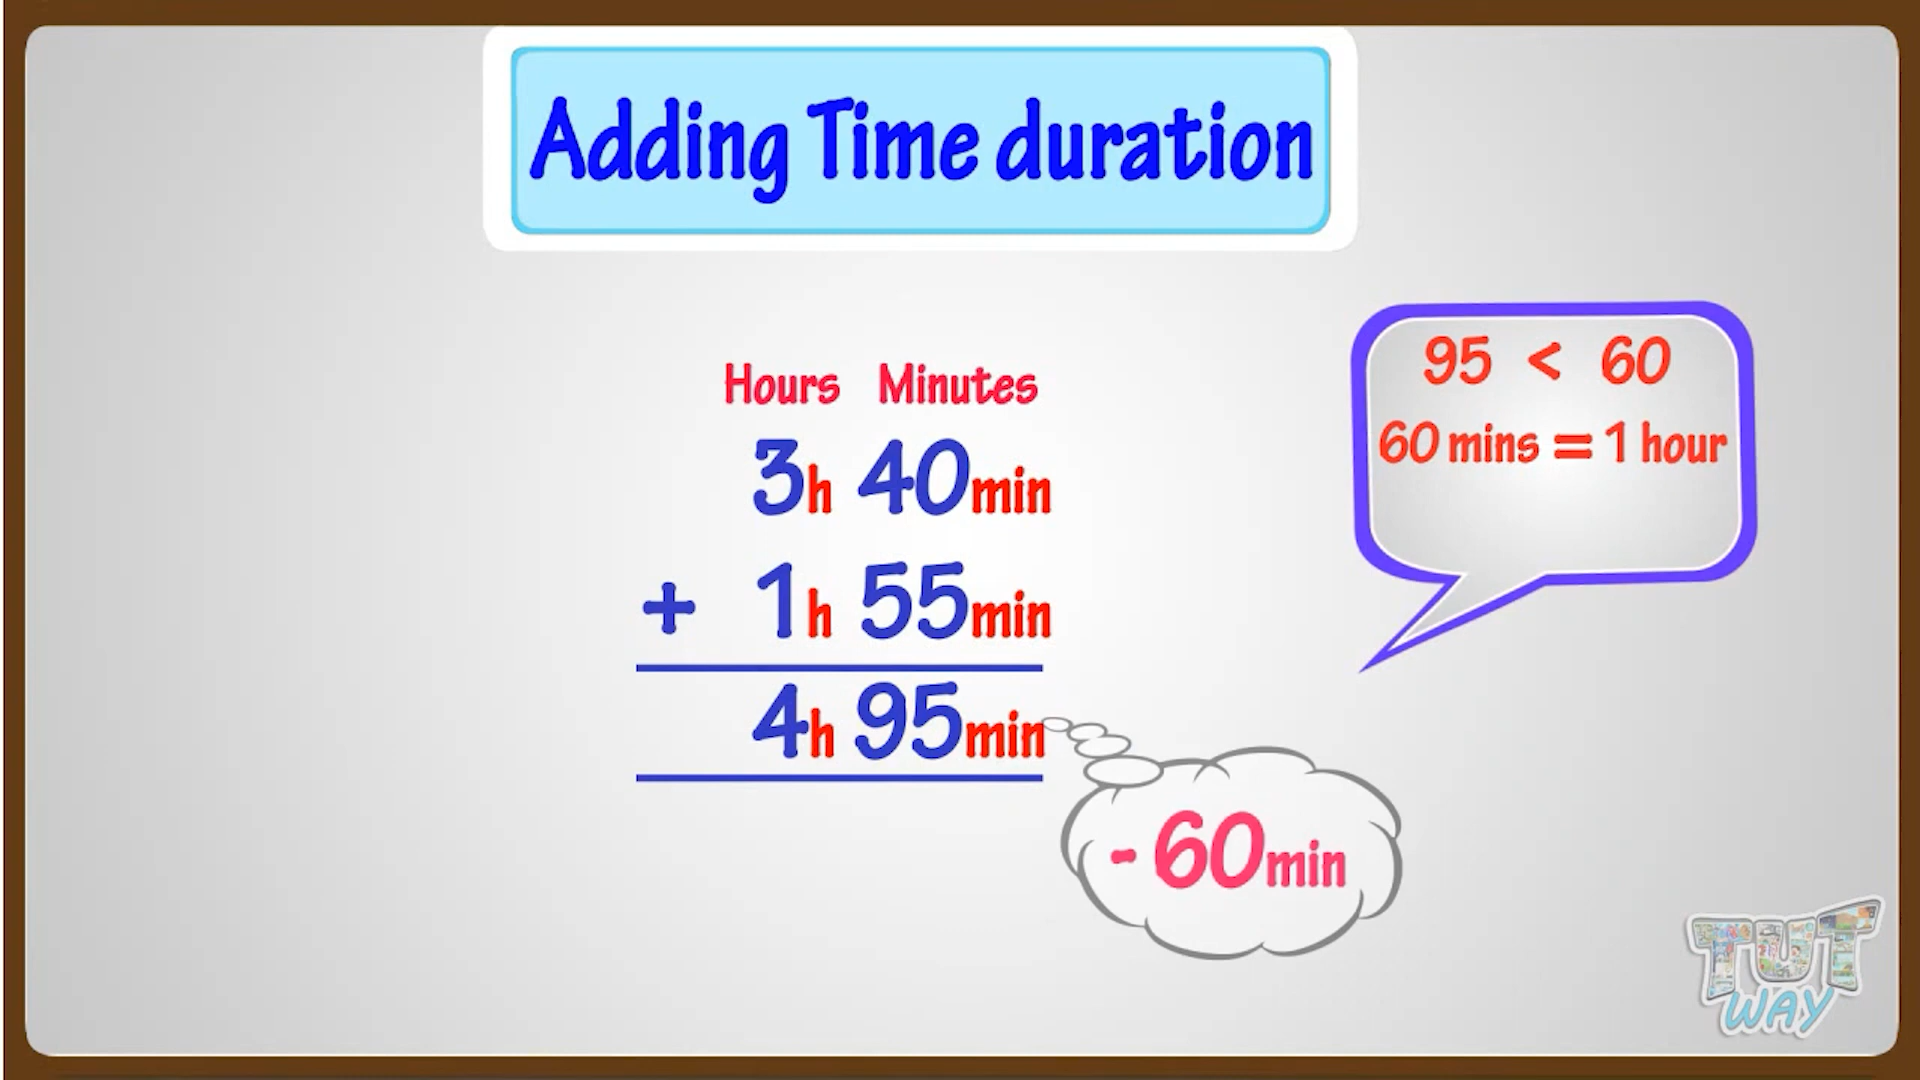 Adding Time duration
Hours Minutes
3h 40min
+ 1h 55min
4h 95min
- 60min
95 < 60
60 mins = 1 hour
TUT
WAY